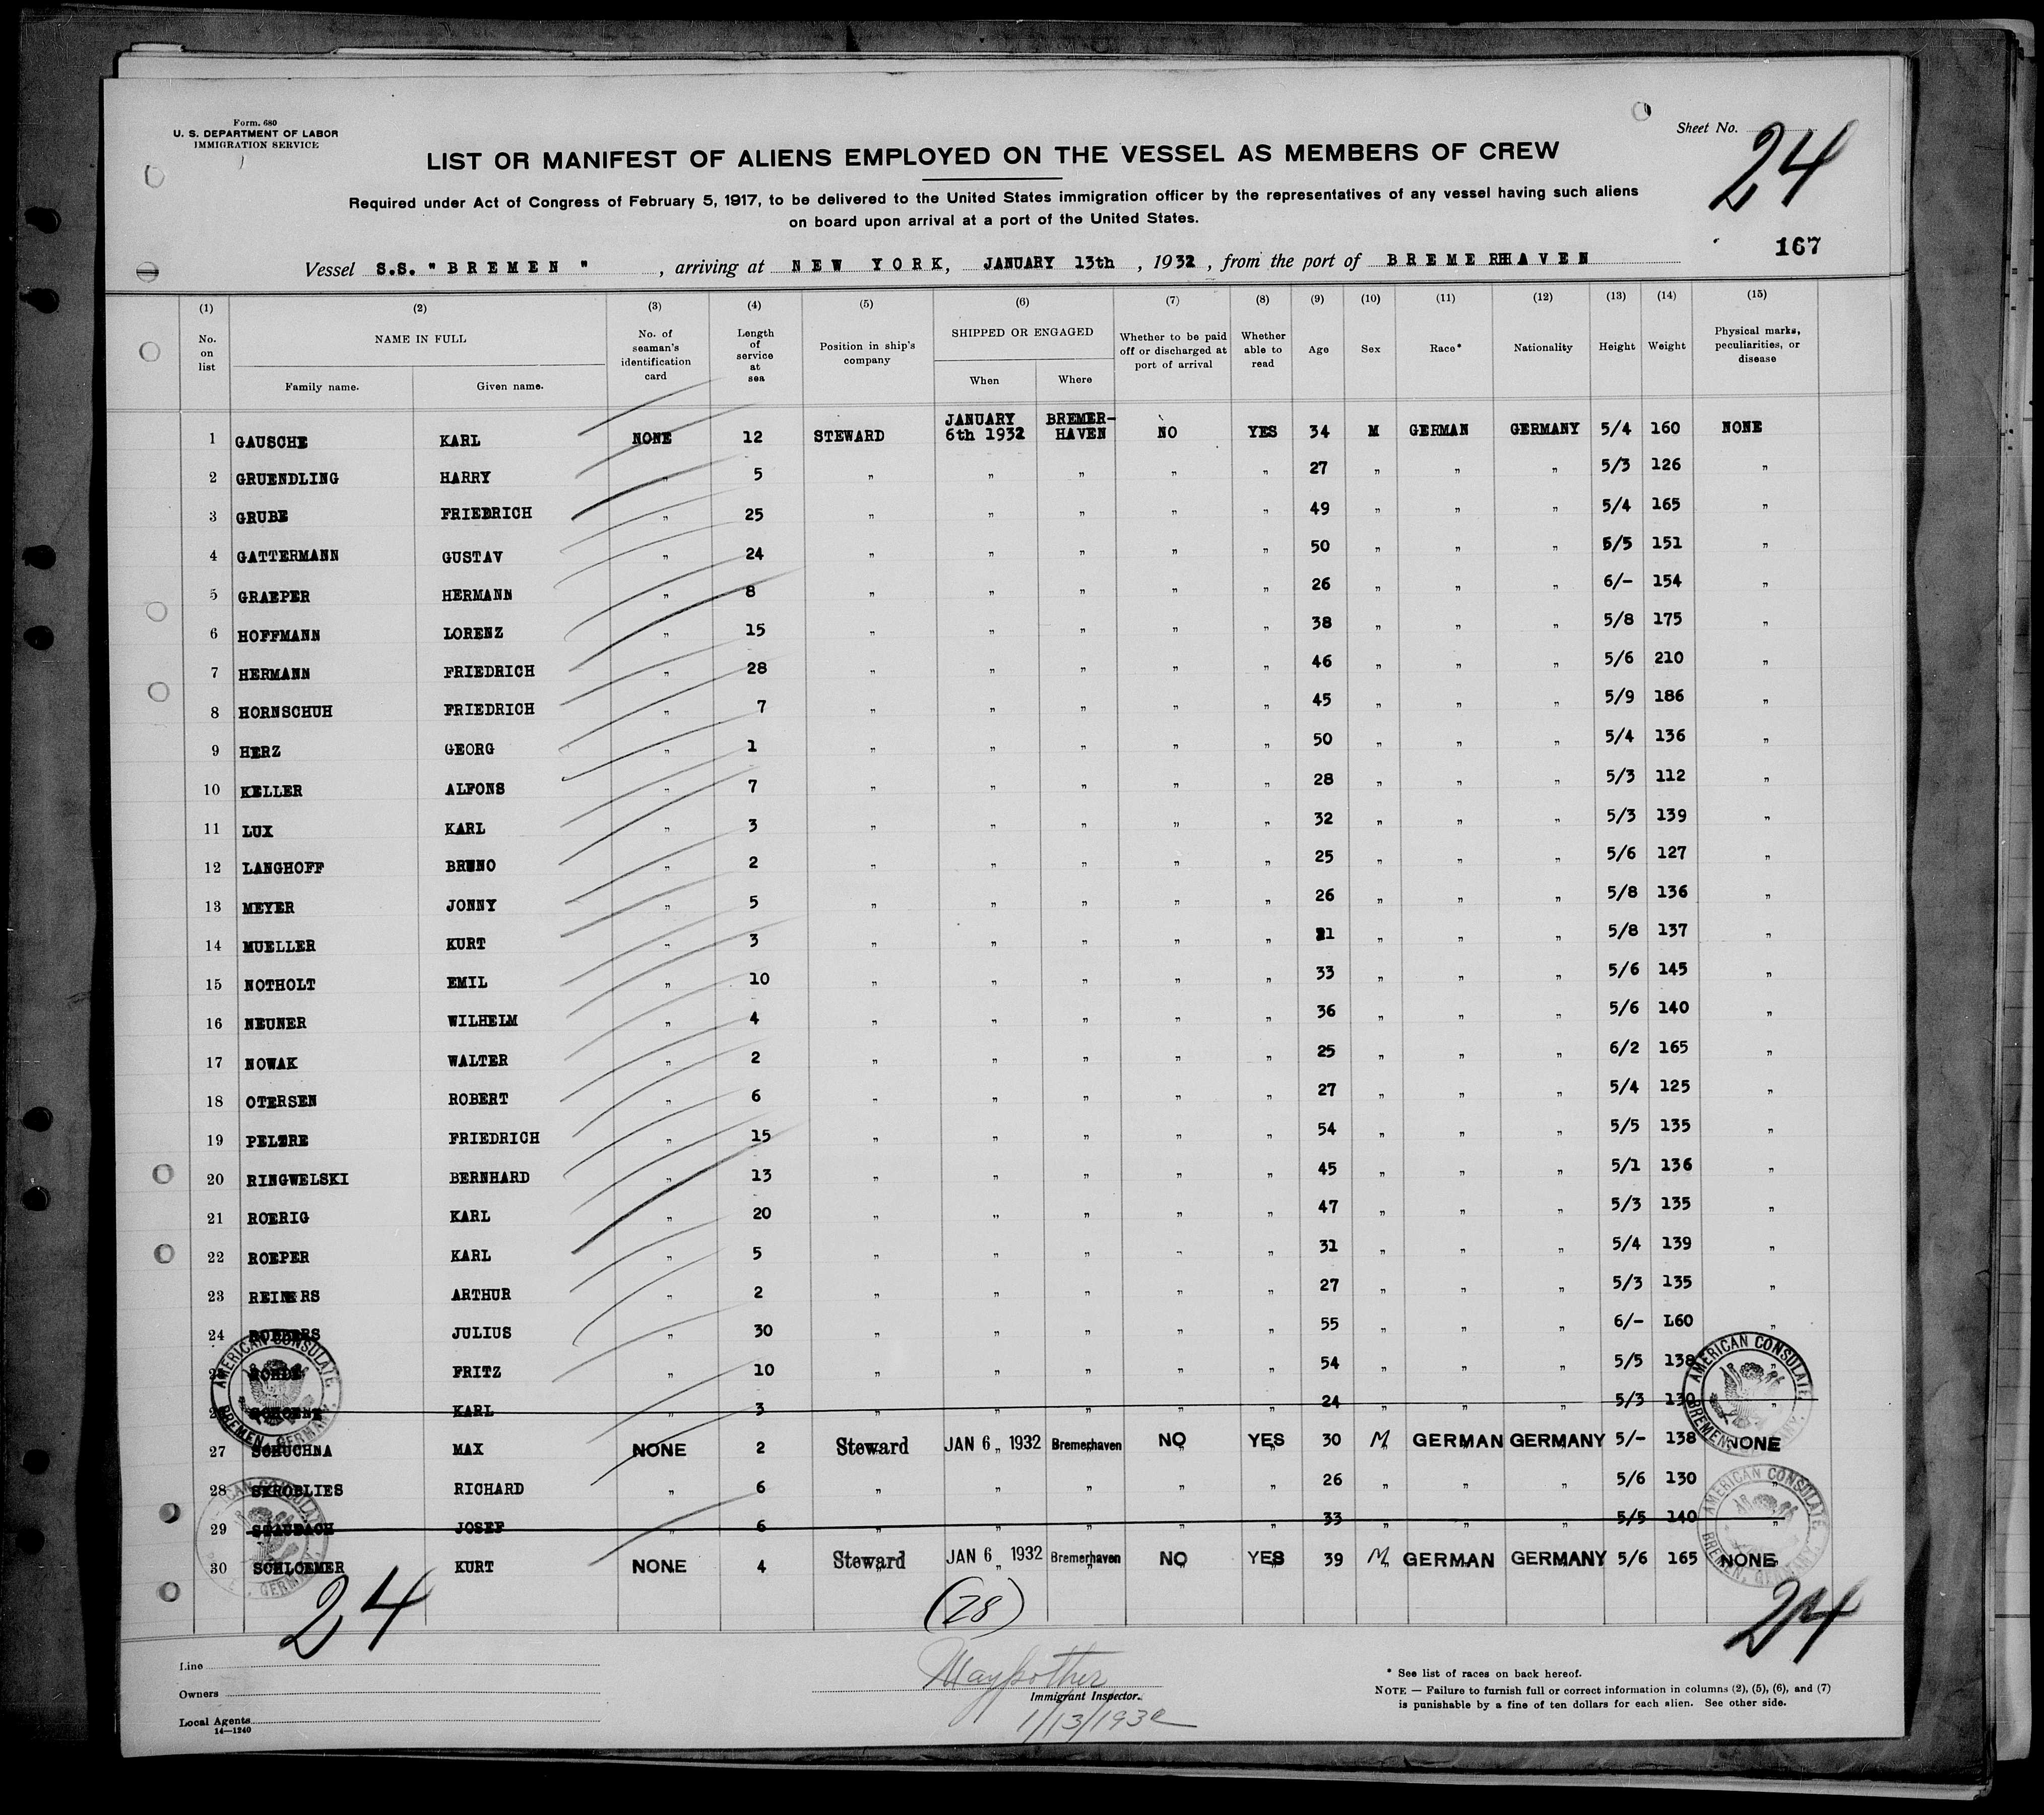 Form. 680
U. S. DEPARTMENT OF LABOR
IMMIGRATION SERVICE
Sheet No. 24
LIST OR MANIFEST OF ALIENS EMPLOYED ON THE VESSEL AS MEMBERS OF CREW
Required under Act of Congress of February 5, 1917, to be delivered to the United States immigration officer by the representatives of any vessel having such aliens
on board upon arrival at a port of the United States.
167
Vessel S.S. "BREMEN", arriving at NEW YORK, JANUARY 13th, 1932, from the port of BREMERHAVEN
(1) (2) (3) (4) (5) (6) (7) (8) (9) (10) (11) (12) (13) (14) (15)
No. on list NAME IN FULL Family name. Given name. No. of seaman's identification card Length of service at sea Position in ship's company SHIPPED OR ENGAGED When Where Whether to be paid off or discharged at port of arrival Whether able to read Age Sex Race* Nationality Height Weight Physical marks, peculiarities, or disease
1 GAUSCHE KARL NONE 12 STEWARD JANUARY 6th 1932 BREMER-HAVEN NO YES 34 M GERMAN GERMANY 5/4 160 NONE
2 GRUENDLING HARRY " 5 " " " " " 27 " " " 5/3 126 "
3 GRUBE FRIEDRICH " 25 " " " " " 49 " " " 5/4 165 "
4 GATTERMANN GUSTAV " 24 " " " " " 50 " " " 5/5 151 "
5 GRAEPER HERMANN " 8 " " " " " 26 " " " 6/- 154 "
6 HOFFMANN LORENZ " 15 " " " " " 38 " " " 5/8 175 "
7 HERMANN FRIEDRICH " 28 " " " " " 46 " " " 5/6 210 "
8 HORNSCHUH FRIEDRICH " 7 " " " " " 45 " " " 5/9 186 "
9 HERZ GEORG " 1 " " " " " 50 " " " 5/4 136 "
10 KELLER ALFONS " 7 " " " " " 28 " " " 5/3 112 "
11 LUX KARL " 3 " " " " " 32 " " " 5/3 139 "
12 LANGHOFF BRUNO " 2 " " " " " 25 " " " 5/6 127 "
13 MEYER JONNY " 5 " " " " " 26 " " " 5/8 136 "
14 MUELLER KURT " 3 " " " " " 21 " " " 5/8 137 "
15 NOTHOLT EMIL " 10 " " " " " 33 " " " 5/6 145 "
16 NEUNER WILHELM " 4 " " " " " 36 " " " 5/6 140 "
17 NOWAK WALTER " 2 " " " " " 25 " " " 6/2 165 "
18 OTERSEN ROBERT " 6 " " " " " 27 " " " 5/4 125 "
19 PELTRE FRIEDRICH " 15 " " " " " 54 " " " 5/5 135 "
20 RINGWELSKI BERNHARD " 13 " " " " " 45 " " " 5/1 136 "
21 ROERIG KARL " 20 " " " " " 47 " " " 5/3 135 "
22 ROEPER KARL " 5 " " " " " 31 " " " 5/4 139 "
23 REINERS ARTHUR " 2 " " " " " 27 " " " 5/3 135 "
24 JULIUS " 30 " " " " " 55 " " " 6/- L60 "
FRITZ " 10 " " " " " 54 " " " 5/5 138 "
KARL " 3 " " " " " 24 " " " 5/3 130 "
27 SCHUCHNA MAX NONE 2 Steward JAN 6 1932 Bremerhaven NO YES 30 M GERMAN GERMANY 5/- 138 NONE
28 SKROBLIES RICHARD " 6 " " " " " 26 " " " 5/6 130 "
29 STAUBACH JOSEF " 6 " " " " " 33 " " " 5/5 140 "
30 SCHLOEMER KURT NONE 4 Steward JAN 6 1932 Bremerhaven NO YES 39 M GERMAN GERMANY 5/6 165 NONE
AMERICAN CONSULATE BREMEN, GERMANY.
AMERICAN CONSULATE BREMEN, GERMANY.
AMERICAN CONSULATE BREMEN, GERMANY.
AMERICAN CONSULATE BREMEN, GERMANY.
24 (28) 24
Line
Owners
Local Agents
14—1240
Immigrant Inspector.
1/13/1932
* See list of races on back hereof.
NOTE — Failure to furnish full or correct information in columns (2), (5), (6), and (7)
is punishable by a fine of ten dollars for each alien. See other side.